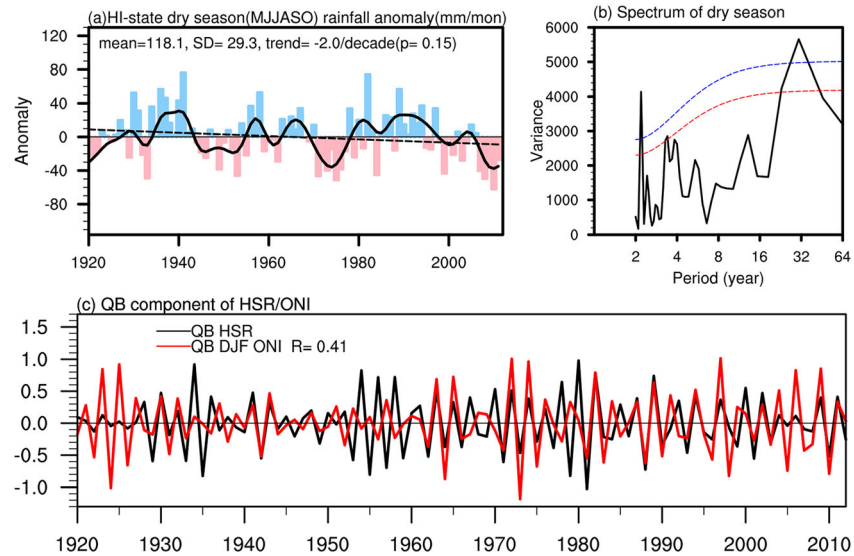 (a)HI-state dry season(MJJASO) rainfall anomaly(mm/mon)
mean=118.1, SD= 29.3, trend= -2.0/decade(p= 0.15)
Anomaly
120
80
40
0
-40
-80
1920 1940 1960 1980 2000
(b) Spectrum of dry season
Variance
6000
5000
4000
3000
2000
1000
0
2 4 8 16 32 64
Period (year)
(c) QB component of HSR/ONI
QB HSR
QB DJF ONI R= 0.41
1.5
1.0
0.5
0.0
-0.5
-1.0
1920 1930 1940 1950 1960 1970 1980 1990 2000 2010